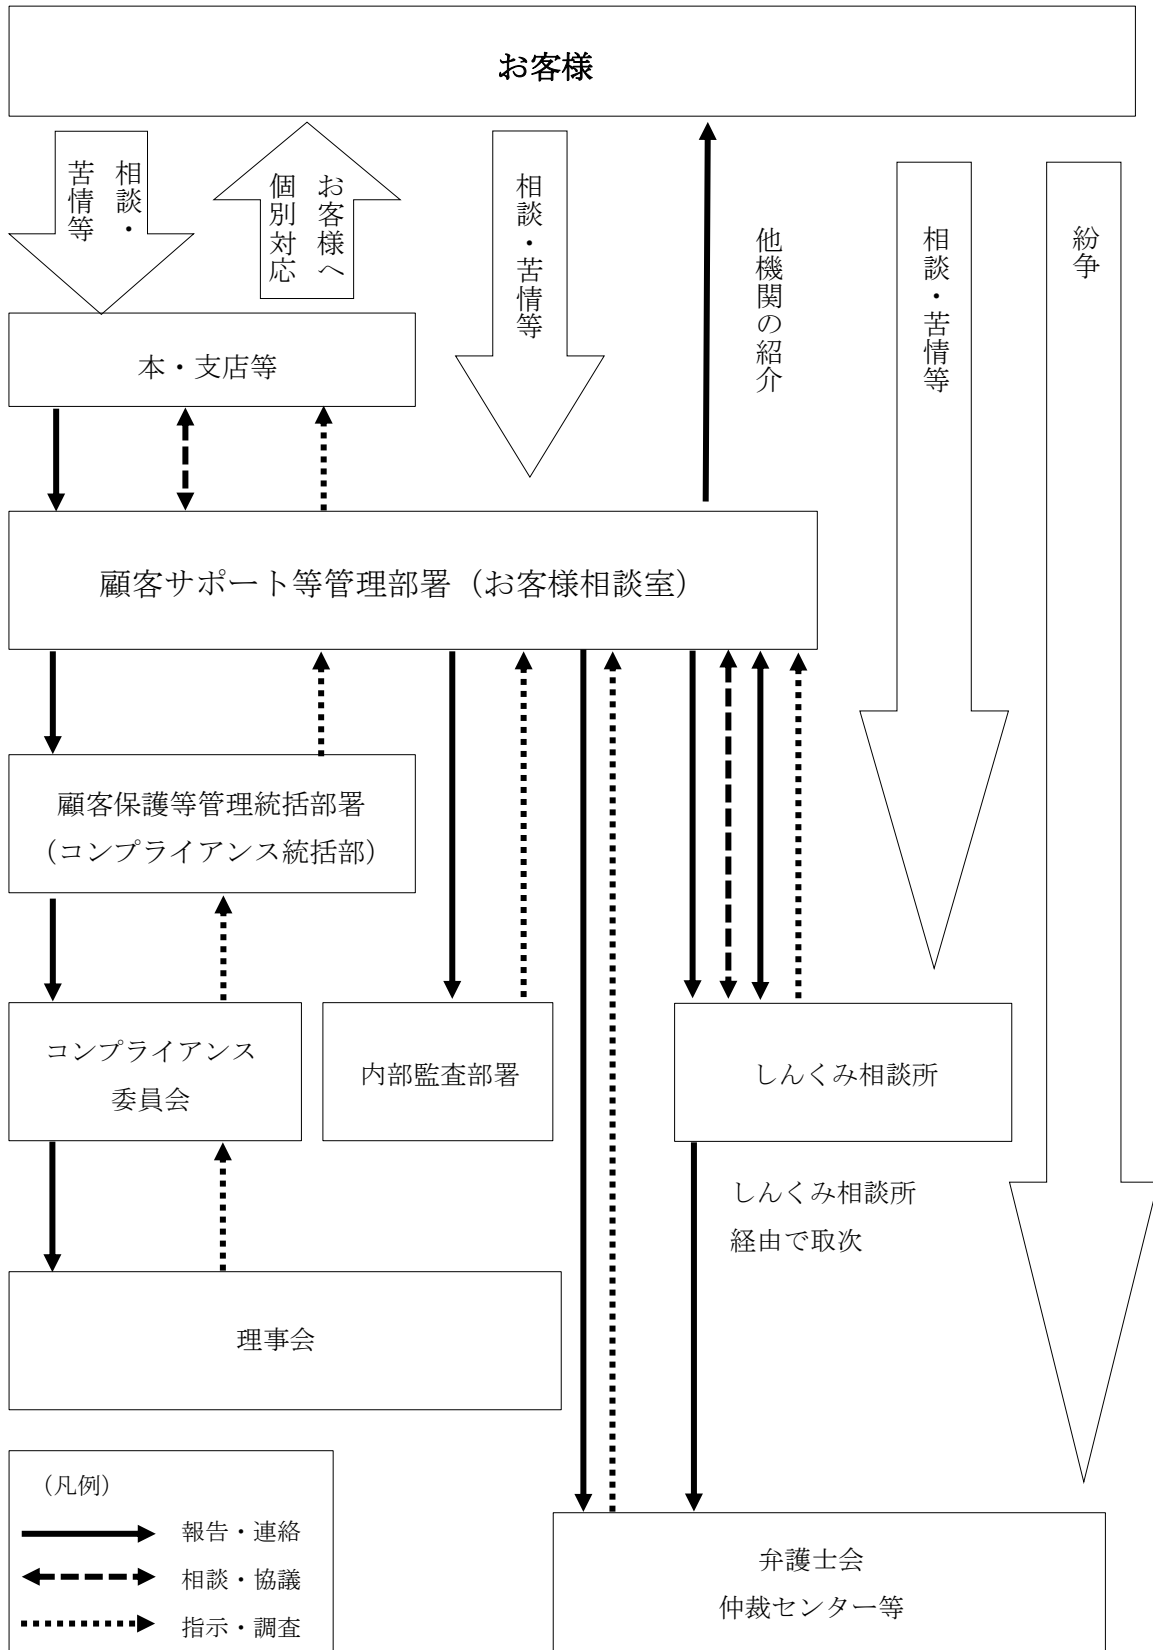 お客様
相談・
苦情等
お客様へ
個別対応
相談・苦情等
他機関の紹介
相談・苦情等
紛争
本・支店等
顧客サポート等管理部署（お客様相談室）
顧客保護等管理統括部署
（コンプライアンス統括部）
コンプライアンス
委員会
内部監査部署
しんくみ相談所
しんくみ相談所
経由で取次
理事会
（凡例）
報告・連絡
相談・協議
指示・調査
弁護士会
仲裁センター等